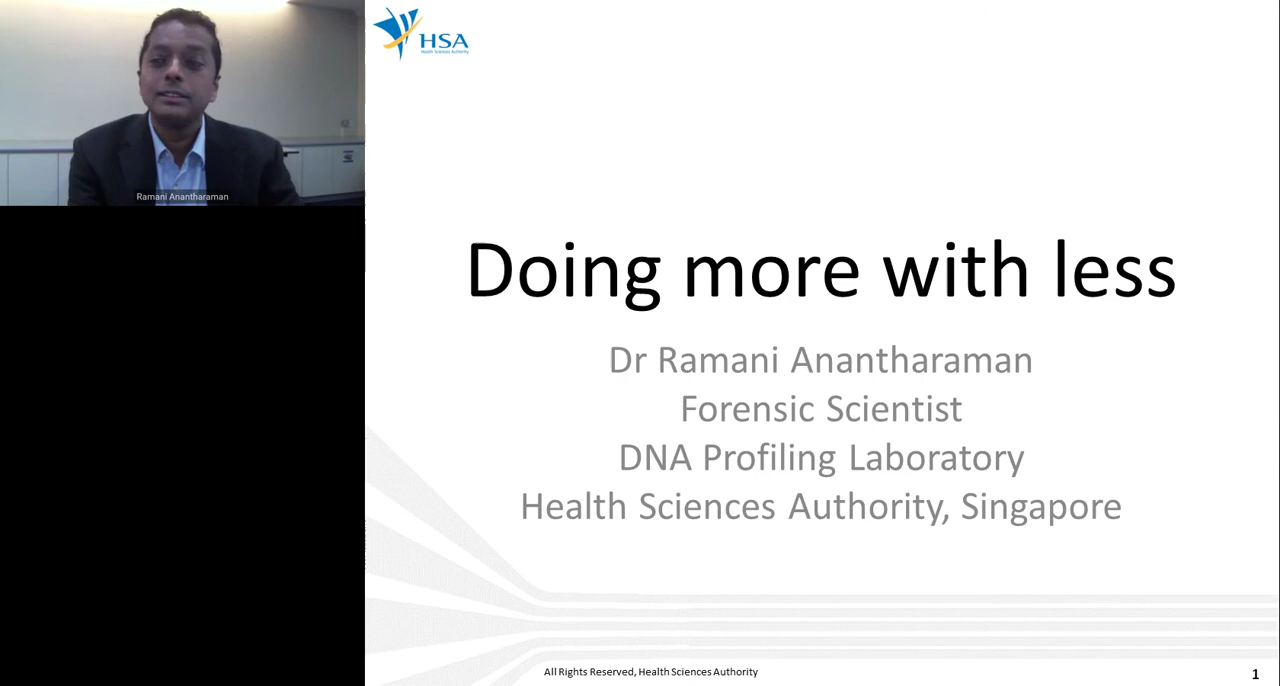 Ramani Anantharaman
HSA
Health Sciences Authority
Doing more with less
Dr Ramani Anantharaman
Forensic Scientist
DNA Profiling Laboratory
Health Sciences Authority, Singapore
All Rights Reserved, Health Sciences Authority
1